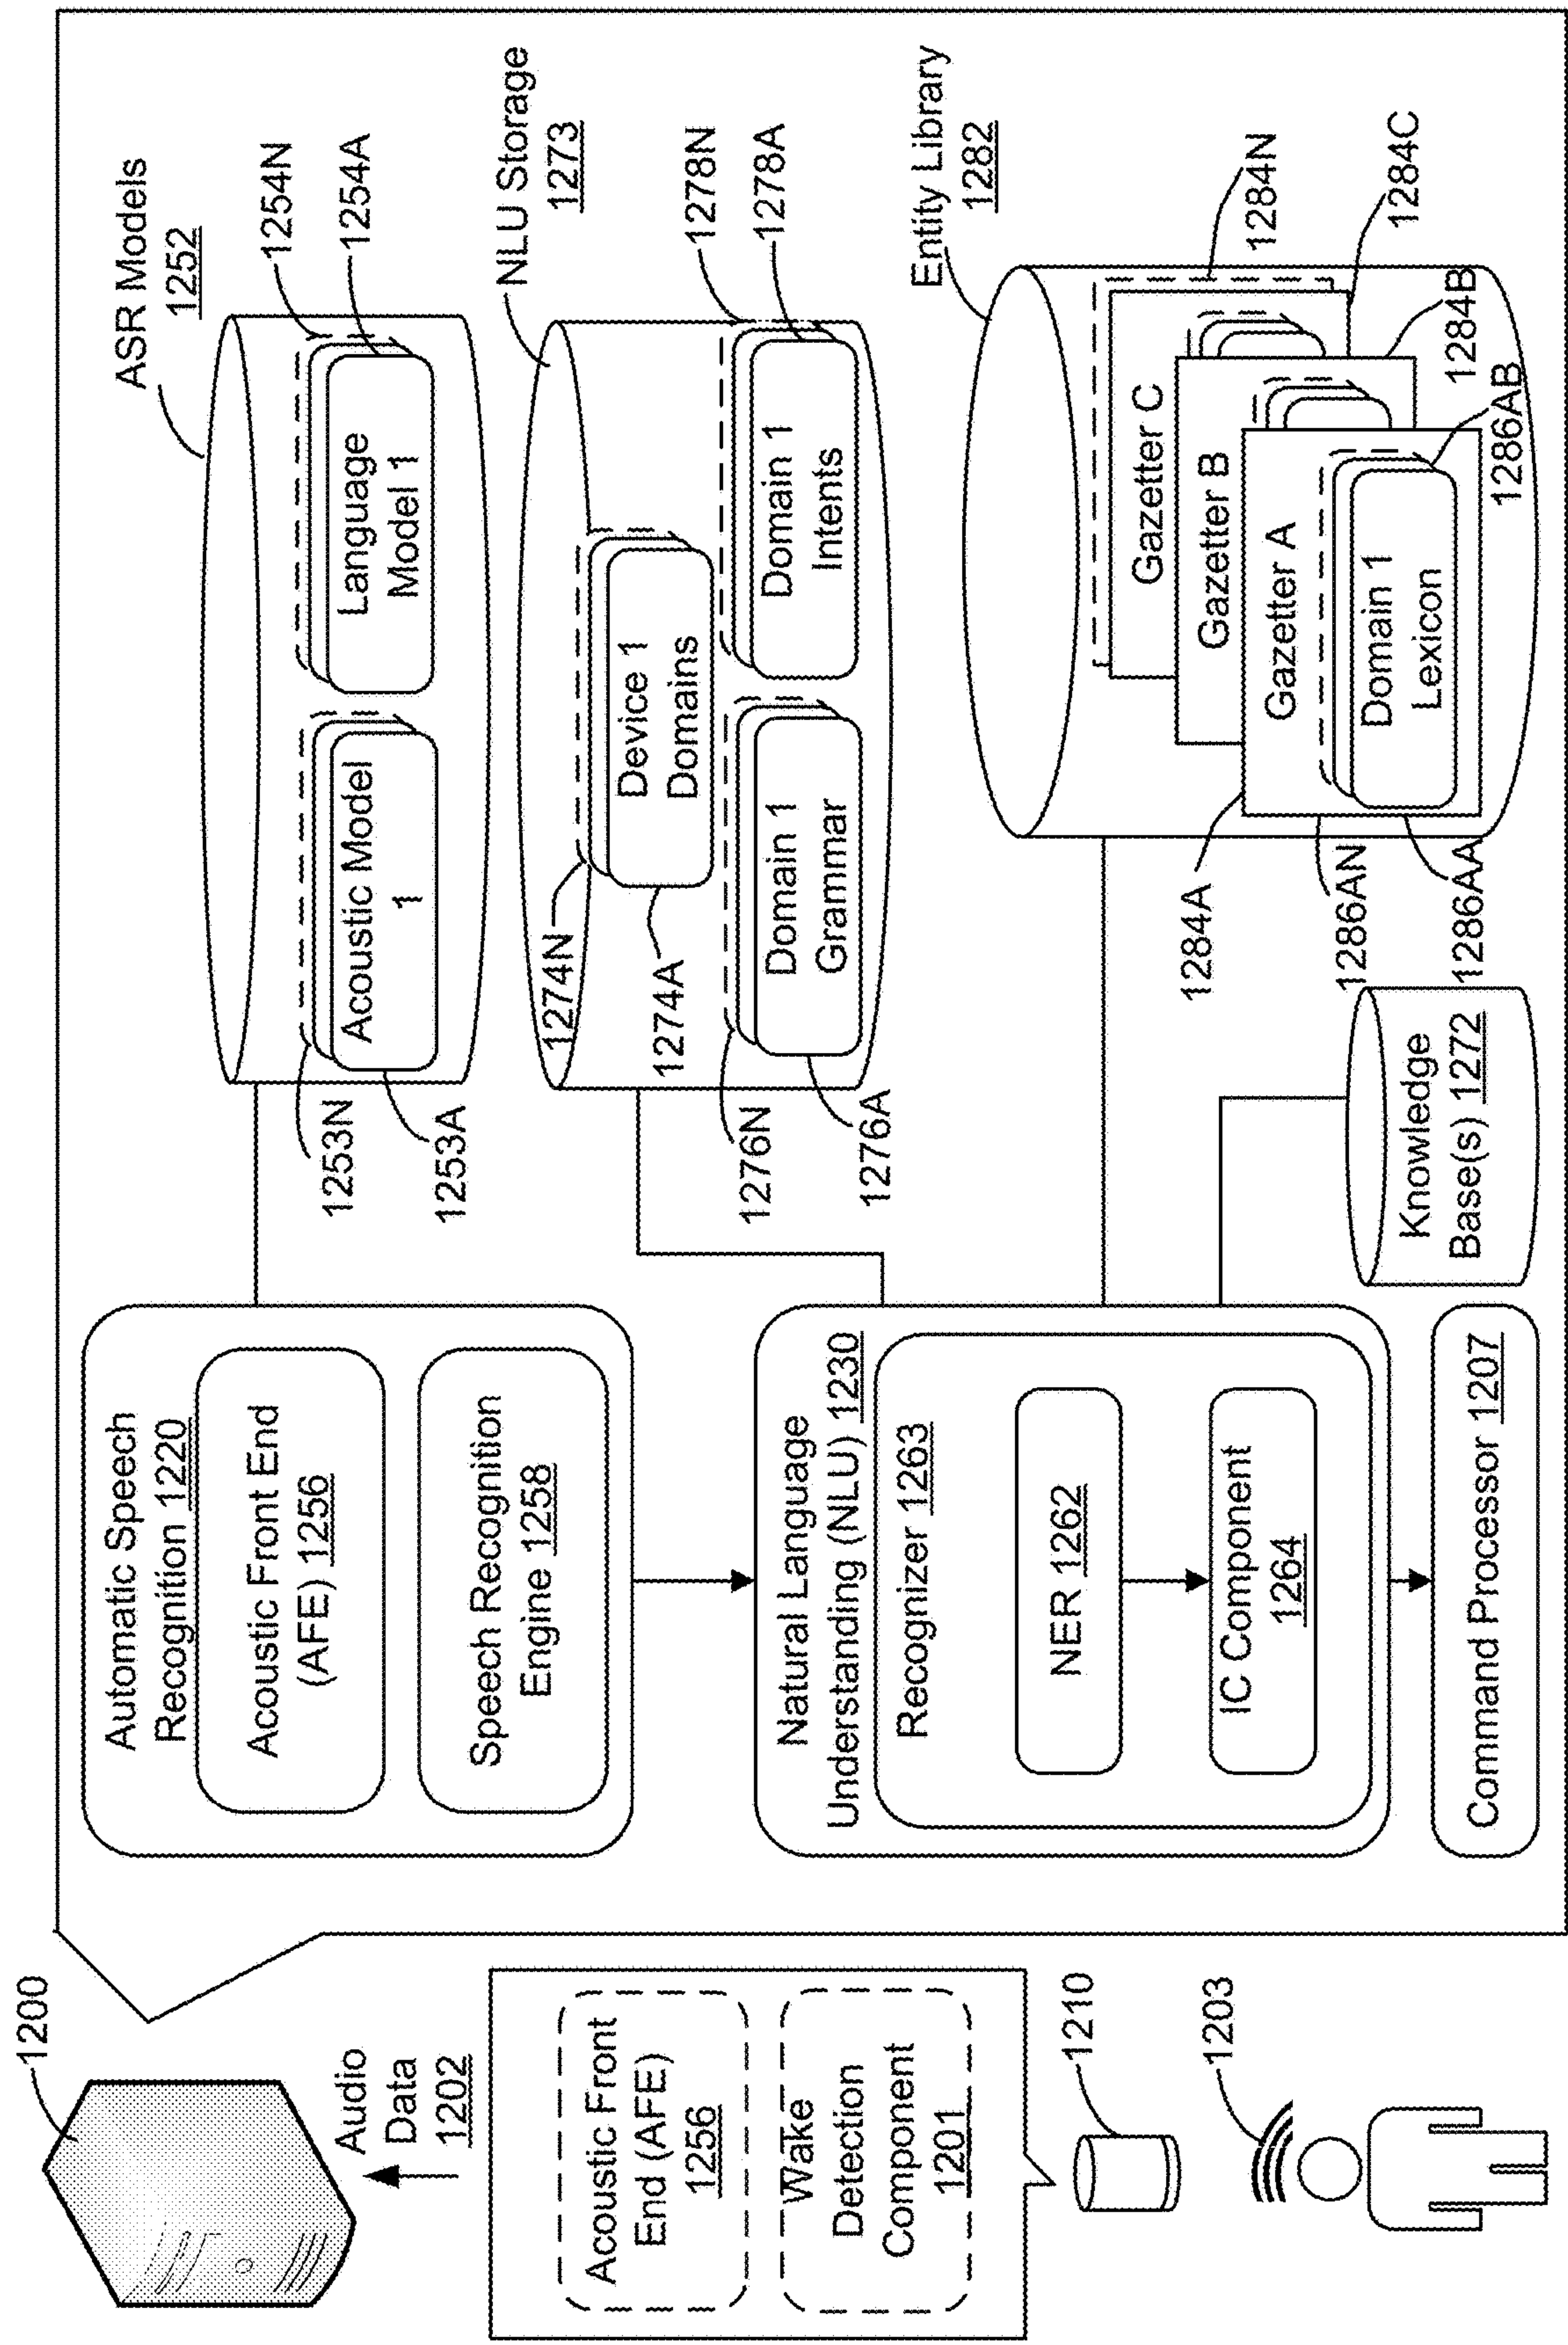 1200
Audio
Data
1202
Acoustic Front
End (AFE)
1256
Wake
Detection
Component
1201
1210
1203
Automatic Speech
Recognition 1220
Acoustic Front End
(AFE) 1256
Speech Recognition
Engine 1258
Natural Language
Understanding (NLU) 1230
Recognizer 1263
NER 1262
IC Component
1264
Command Processor 1207
ASR Models
1252
1253N
1253A
Acoustic Model
1
Language
Model 1
1254N
1254A
NLU Storage
1273
1274N
1274A
Device 1
Domains
1276N
1276A
Domain 1
Grammar
Domain 1
Intents
1278N
1278A
Entity Library
1282
Gazetter C
Gazetter B
Gazetter A
Domain 1
Lexicon
1284N
1284C
1284B
1286AB
1284A
1286AN
1286AA
Knowledge
Base(s) 1272